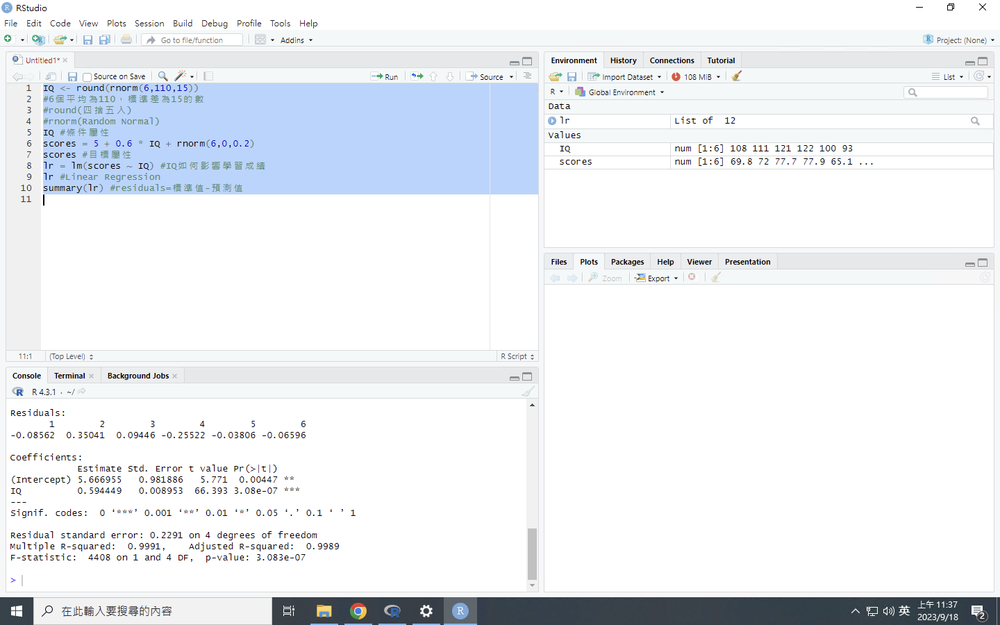 RStudio
File Edit Code View Plots Session Build Debug Profile Tools Help
Go to file/function Addins Project: (None)
Untitled1*
Source on Save Run Source
1 IQ <- round(rnorm(6,110,15))
2 #6個平均為110，標準差為15的數
3 #round(四捨五入)
4 #rnorm(Random Normal)
5 IQ #條件屬性
6 scores = 5 + 0.6 * IQ + rnorm(6,0,0.2)
7 scores #目標屬性
8 lr = lm(scores ~ IQ) #IQ如何影響學習成績
9 lr #Linear Regression
10 summary(lr) #residuals=標準值-預測值
11
11:1 (Top Level) R Script
Console Terminal Background Jobs
R 4.3.1 · ~/
Residuals:
1 2 3 4 5 6
-0.08562 0.35041 0.09446 -0.25522 -0.03806 -0.06596
Coefficients:
Estimate Std. Error t value Pr(>|t|)
(Intercept) 5.666955 0.981886 5.771 0.00447 **
IQ 0.594449 0.008953 66.393 3.08e-07 ***
---
Signif. codes: 0 ‘***’ 0.001 ‘**’ 0.01 ‘*’ 0.05 ‘.’ 0.1 ‘ ’ 1
Residual standard error: 0.2291 on 4 degrees of freedom
Multiple R-squared: 0.9991, Adjusted R-squared: 0.9989
F-statistic: 4408 on 1 and 4 DF, p-value: 3.083e-07
>
Environment History Connections Tutorial
Import Dataset 108 MiB List
R Global Environment
Data
lr List of 12
Values
IQ num [1:6] 108 111 121 122 100 93
scores num [1:6] 69.8 72 77.7 77.9 65.1 ...
Files Plots Packages Help Viewer Presentation
Zoom Export
在此輸入要搜尋的內容
英
上午 11:37
2023/9/18
2